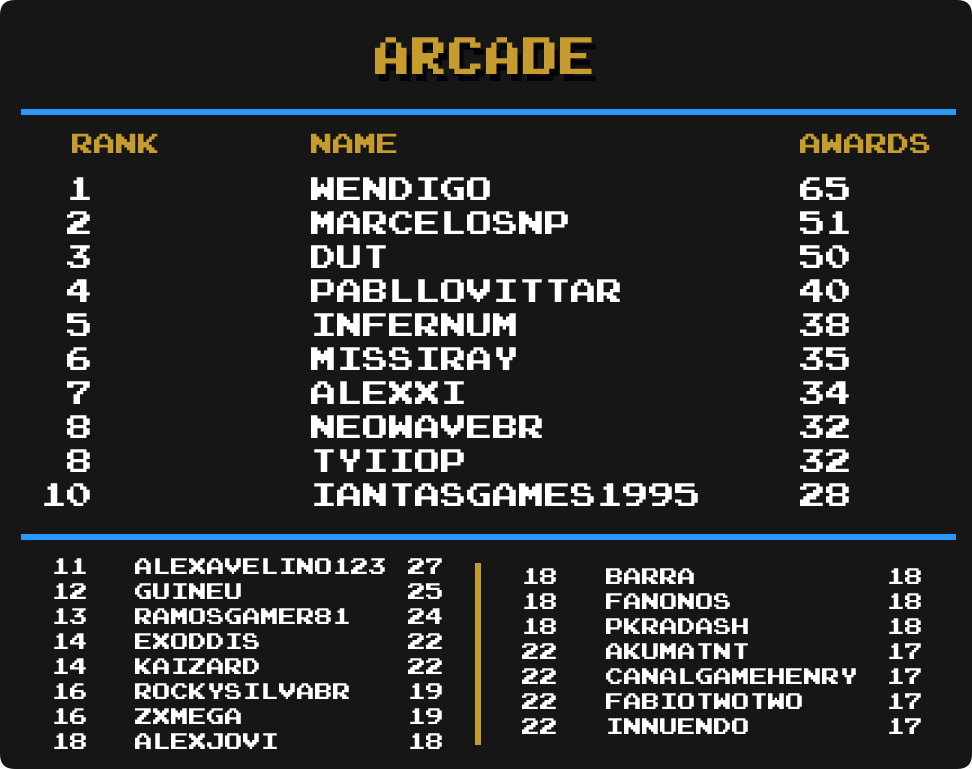 ARCADE
RANK NAME AWARDS
1 WENDIGO 65
2 MARCELOSNP 51
3 DUT 50
4 PABLLOVITTAR 40
5 INFERNUM 38
6 MISSIRAY 35
7 ALEXXI 34
8 NEOWAVEBR 32
8 TYIIOP 32
10 IANTASGAMES1995 28
11 ALEXAVELINO123 27
12 GUINEU 25
13 RAMOSGAMER81 24
14 EXODDIS 22
14 KAIZARD 22
16 ROCKYSILVABR 19
16 ZXMEGA 19
18 ALEXJOVI 18
18 BARRA 18
18 FANONOS 18
18 PKRADASH 18
22 AKUMATNT 17
22 CANALGAMEHENRY 17
22 FABIOTWOTWO 17
22 INNUENDO 17